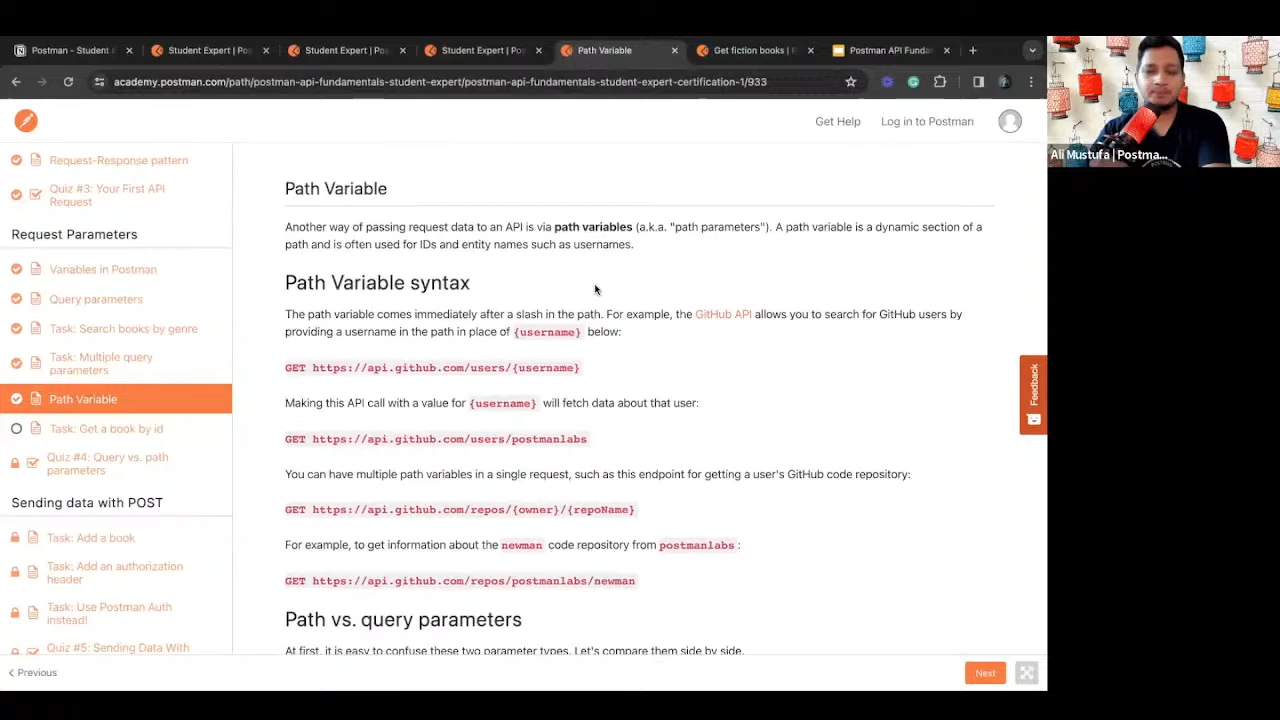 Postman - Student
Student Expert | Pos
Student Expert | Pos
Student Expert | Pos
Path Variable
Get fiction books | P
Postman API Funda
academy.postman.com/path/postman-api-fundamentals-student-expert/postman-api-fundamentals-student-expert-certification-1/933
Ali Mustufa | Postma...
Get Help
Log in to Postman
Request-Response pattern
Quiz #3: Your First API
Request
Request Parameters
Variables in Postman
Query parameters
Task: Search books by genre
Task: Multiple query
parameters
Path Variable
Task: Get a book by id
Quiz #4: Query vs. path
parameters
Sending data with POST
Task: Add a book
Task: Add an authorization
header
Task: Use Postman Auth
instead!
Quiz #5: Sending Data With
Path Variable
Another way of passing request data to an API is via path variables (a.k.a. "path parameters"). A path variable is a dynamic section of a
path and is often used for IDs and entity names such as usernames.
Path Variable syntax
The path variable comes immediately after a slash in the path. For example, the GitHub API allows you to search for GitHub users by
providing a username in the path in place of {username} below:
GET https://api.github.com/users/{username}
Making this API call with a value for {username} will fetch data about that user:
GET https://api.github.com/users/postmanlabs
You can have multiple path variables in a single request, such as this endpoint for getting a user's GitHub code repository:
GET https://api.github.com/repos/{owner}/{repoName}
For example, to get information about the newman code repository from postmanlabs :
GET https://api.github.com/repos/postmanlabs/newman
Path vs. query parameters
At first, it is easy to confuse these two parameter types. Let's compare them side by side.
Feedback
Previous
Next